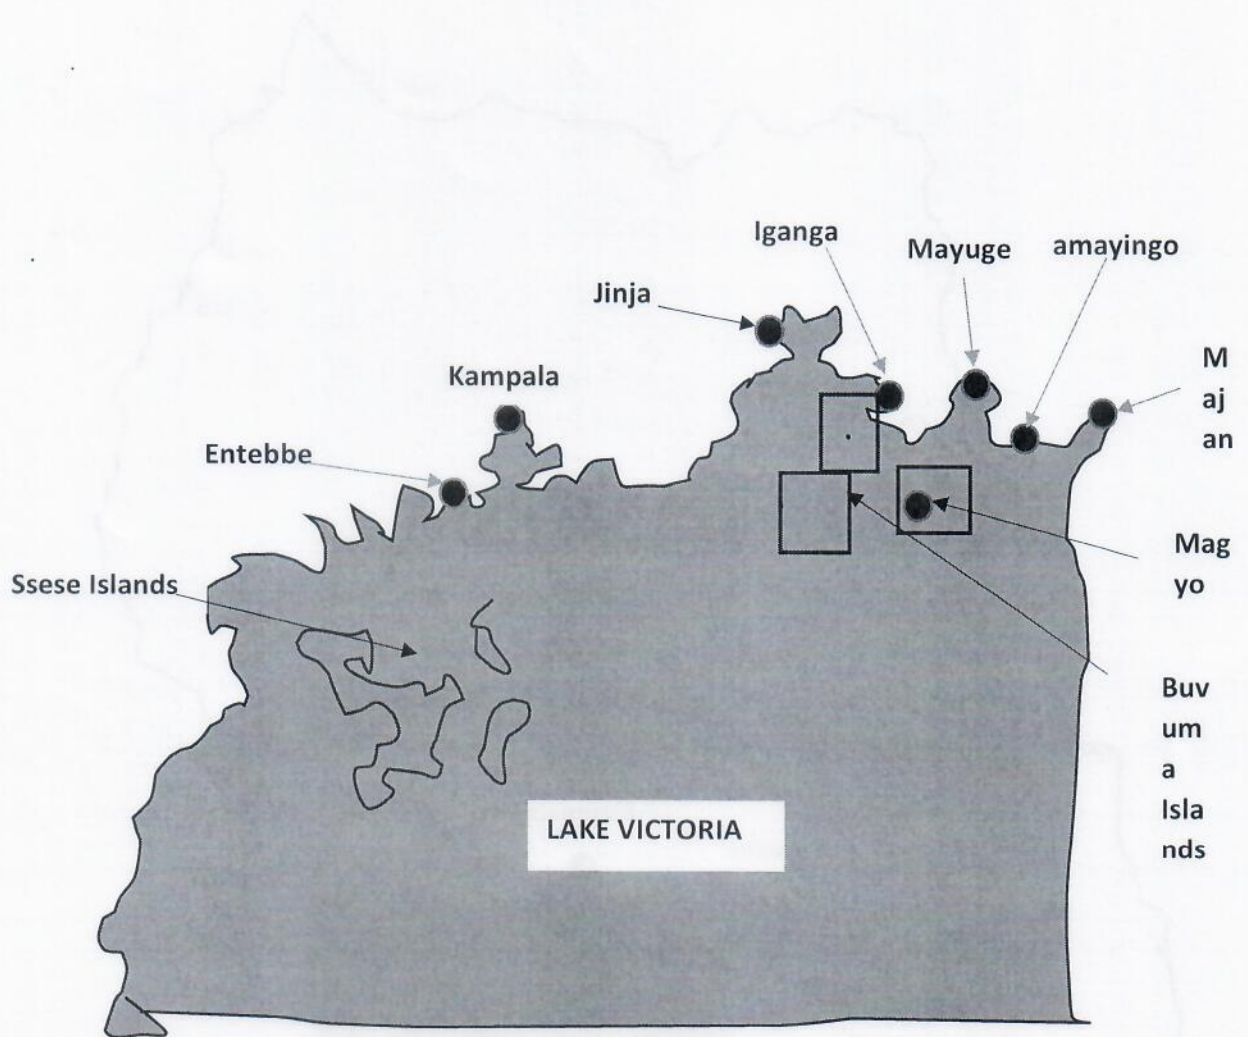 Iganga
Mayuge
amayingo
Jinja
M
aj
an
Kampala
Entebbe
Mag
yo
Ssese Islands
Buv
um
a
Isla
nds
LAKE VICTORIA